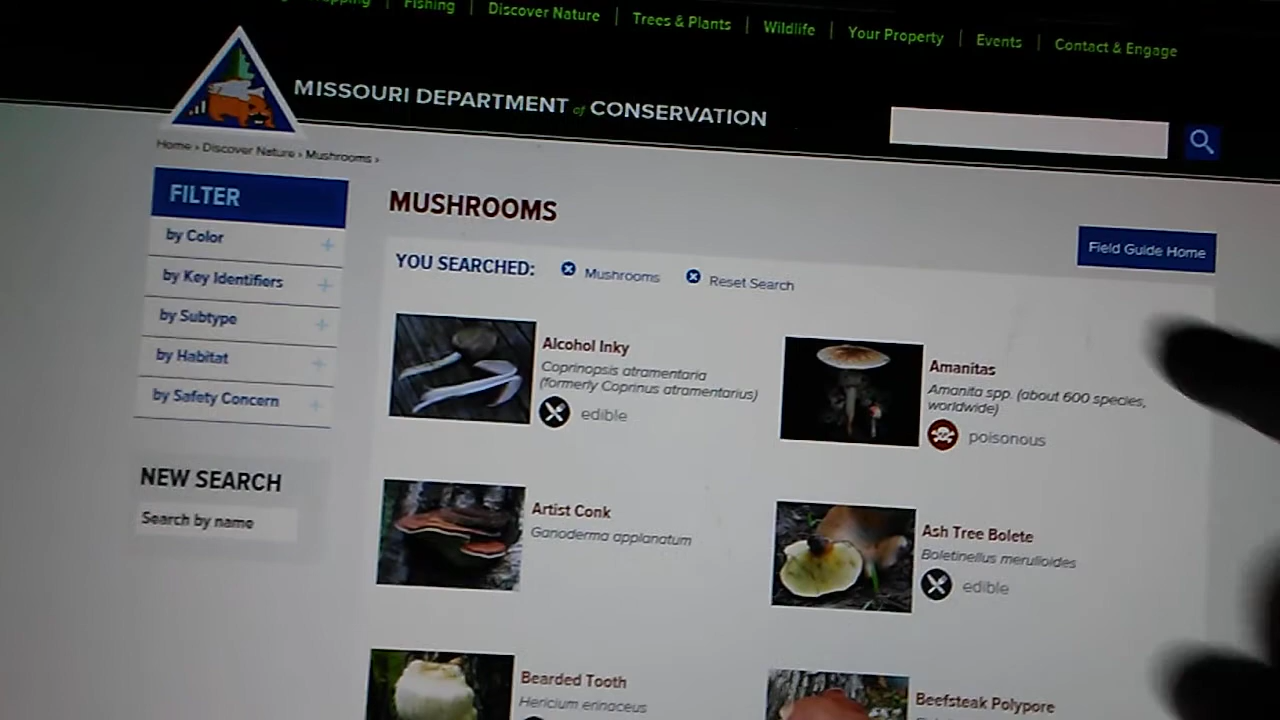 Fishing
Discover Nature
Trees & Plants
Wildlife
Your Property
Events
Contact & Engage
MISSOURI DEPARTMENT of CONSERVATION
Home › Discover Nature › Mushrooms ›
FILTER
by Color
by Key Identifiers
by Subtype
by Habitat
by Safety Concern
NEW SEARCH
Search by name
MUSHROOMS
Field Guide Home
YOU SEARCHED: Mushrooms Reset Search
Alcohol Inky
Coprinopsis atramentaria
(formerly Coprinus atramentarius)
edible
Amanitas
Amanita spp. (about 600 species,
worldwide)
poisonous
Artist Conk
Ganoderma applanatum
Ash Tree Bolete
Boletinellus merulioides
edible
Bearded Tooth
Hericium erinaceus
Beefsteak Polypore